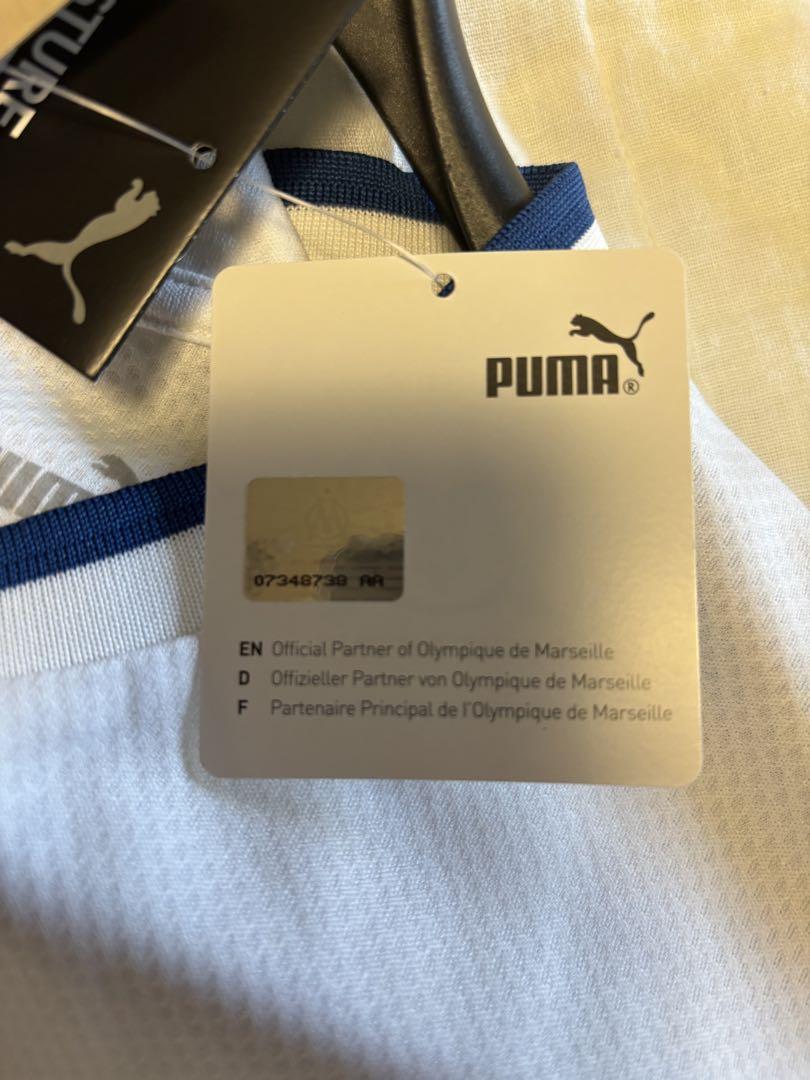 PUMA®
07348738 AA
EN Official Partner of Olympique de Marseille
D Offizieller Partner von Olympique de Marseille
F Partenaire Principal de l'Olympique de Marseille